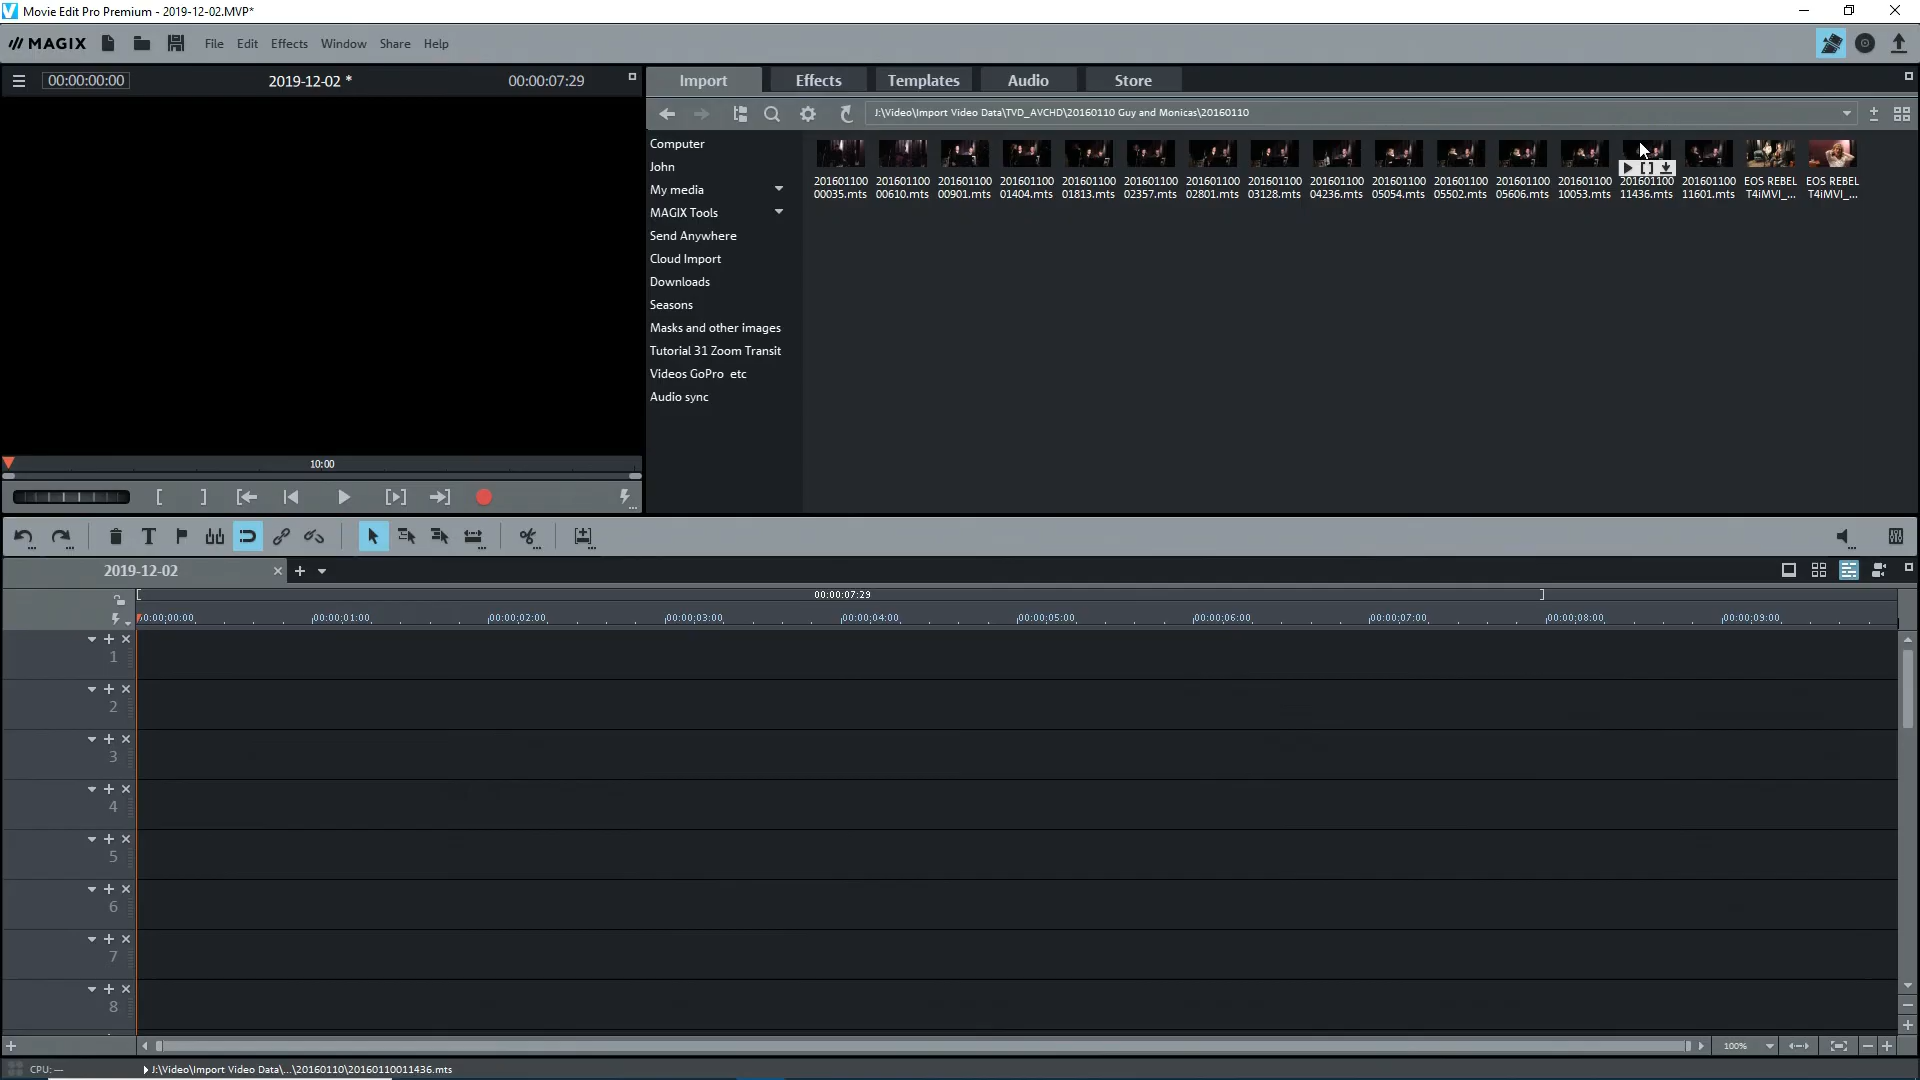 Movie Edit Pro Premium - 2019-12-02.MVP*
MAGIX File Edit Effects Window Share Help
00:00:00:00 2019-12-02 * 00:00:07:29
Import Effects Templates Audio Store
J:\Video\Import Video Data\TVD_AVCHD\20160110 Guy and Monicas\20160110
Computer
John
My media
MAGIX Tools
Send Anywhere
Cloud Import
Downloads
Seasons
Masks and other images
Tutorial 31 Zoom Transit
Videos GoPro etc
Audio sync
201601100 201601100 201601100 201601100 201601100 201601100 201601100 201601100 201601100 201601100 201601100 201601100 201601100 201601100 201601100 EOS REBEL EOS REBEL
00035.mts 00610.mts 00901.mts 01404.mts 01813.mts 02357.mts 02801.mts 03128.mts 04236.mts 05054.mts 05502.mts 05606.mts 10053.mts 11436.mts 11601.mts T4iMVI_... T4iMVI_...
10:00
2019-12-02
00:00:07:29
00:00:00;00 00:00;01:00 00:00;02:00 00:00;03:00 00:00;04:00 00:00;05:00 00:00;06:00 00:00;07:00 00:00;08:00 00:00;09:00
1
2
3
4
5
6
7
8
100%
CPU: — J:\Video\Import Video Data\...\20160110\20160110011436.mts